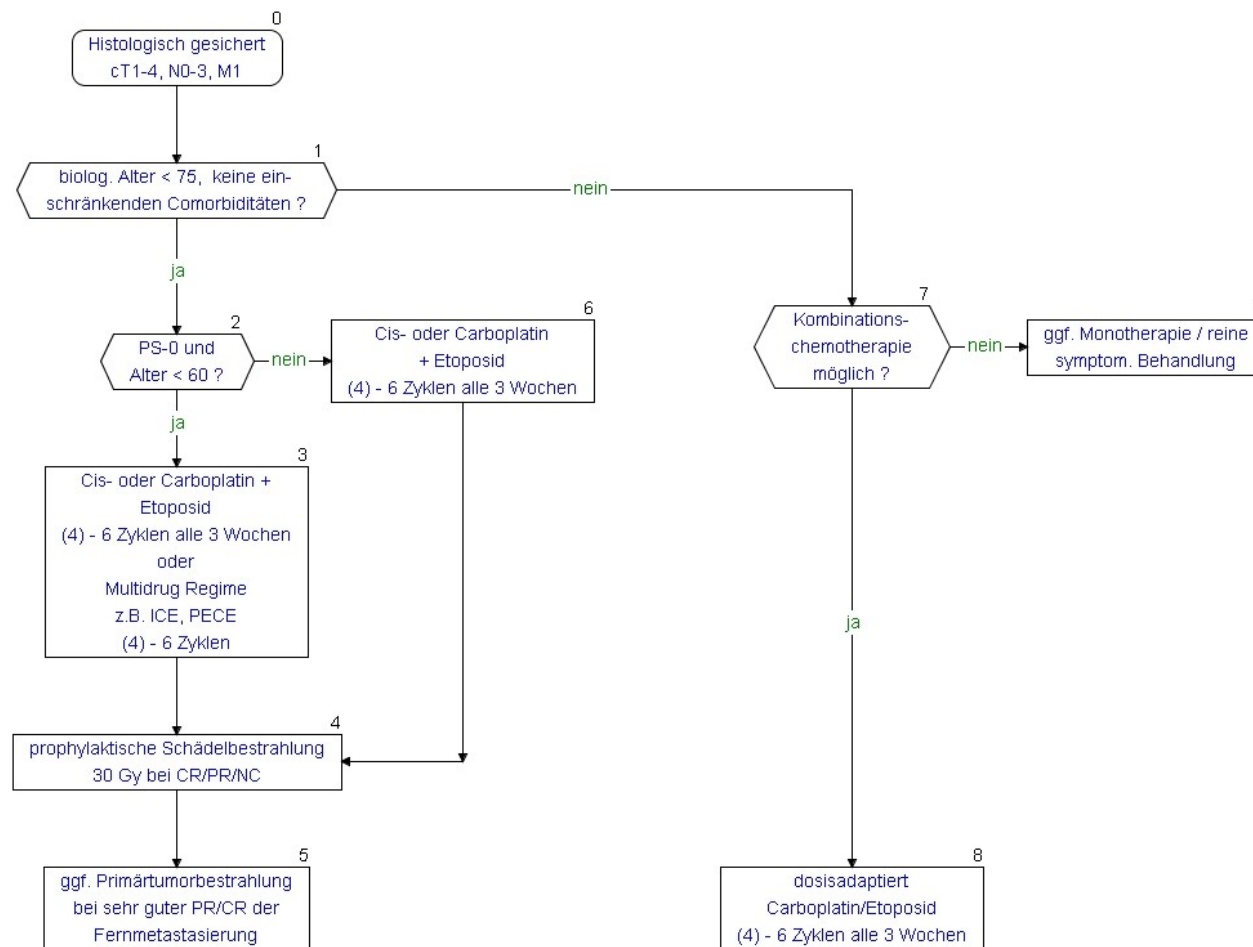 0
Histologisch gesichert
cT1-4, N0-3, M1
1
biolog. Alter < 75, keine ein-
schränkenden Comorbiditäten ?
nein
ja
2
PS-0 und
Alter < 60 ?
nein
6
Cis- oder Carboplatin
+ Etoposid
(4) - 6 Zyklen alle 3 Wochen
7
Kombinations-
chemotherapie
möglich ?
nein
ggf. Monotherapie / reine
symptom. Behandlung
ja
3
Cis- oder Carboplatin +
Etoposid
(4) - 6 Zyklen alle 3 Wochen
oder
Multidrug Regime
z.B. ICE, PECE
(4) - 6 Zyklen
ja
4
prophylaktische Schädelbestrahlung
30 Gy bei CR/PR/NC
5
ggf. Primärtumorbestrahlung
bei sehr guter PR/CR der
Fernmetastasierung
8
dosisadaptiert
Carboplatin/Etoposid
(4) - 6 Zyklen alle 3 Wochen